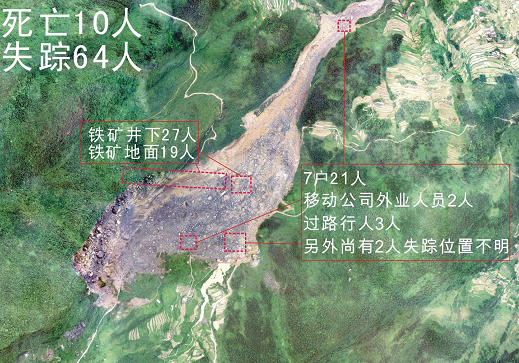 死亡10人
失踪64人
铁矿井下27人
铁矿地面19人
7户21人
移动公司外业人员2人
过路行人3人
另外尚有2人失踪位置不明